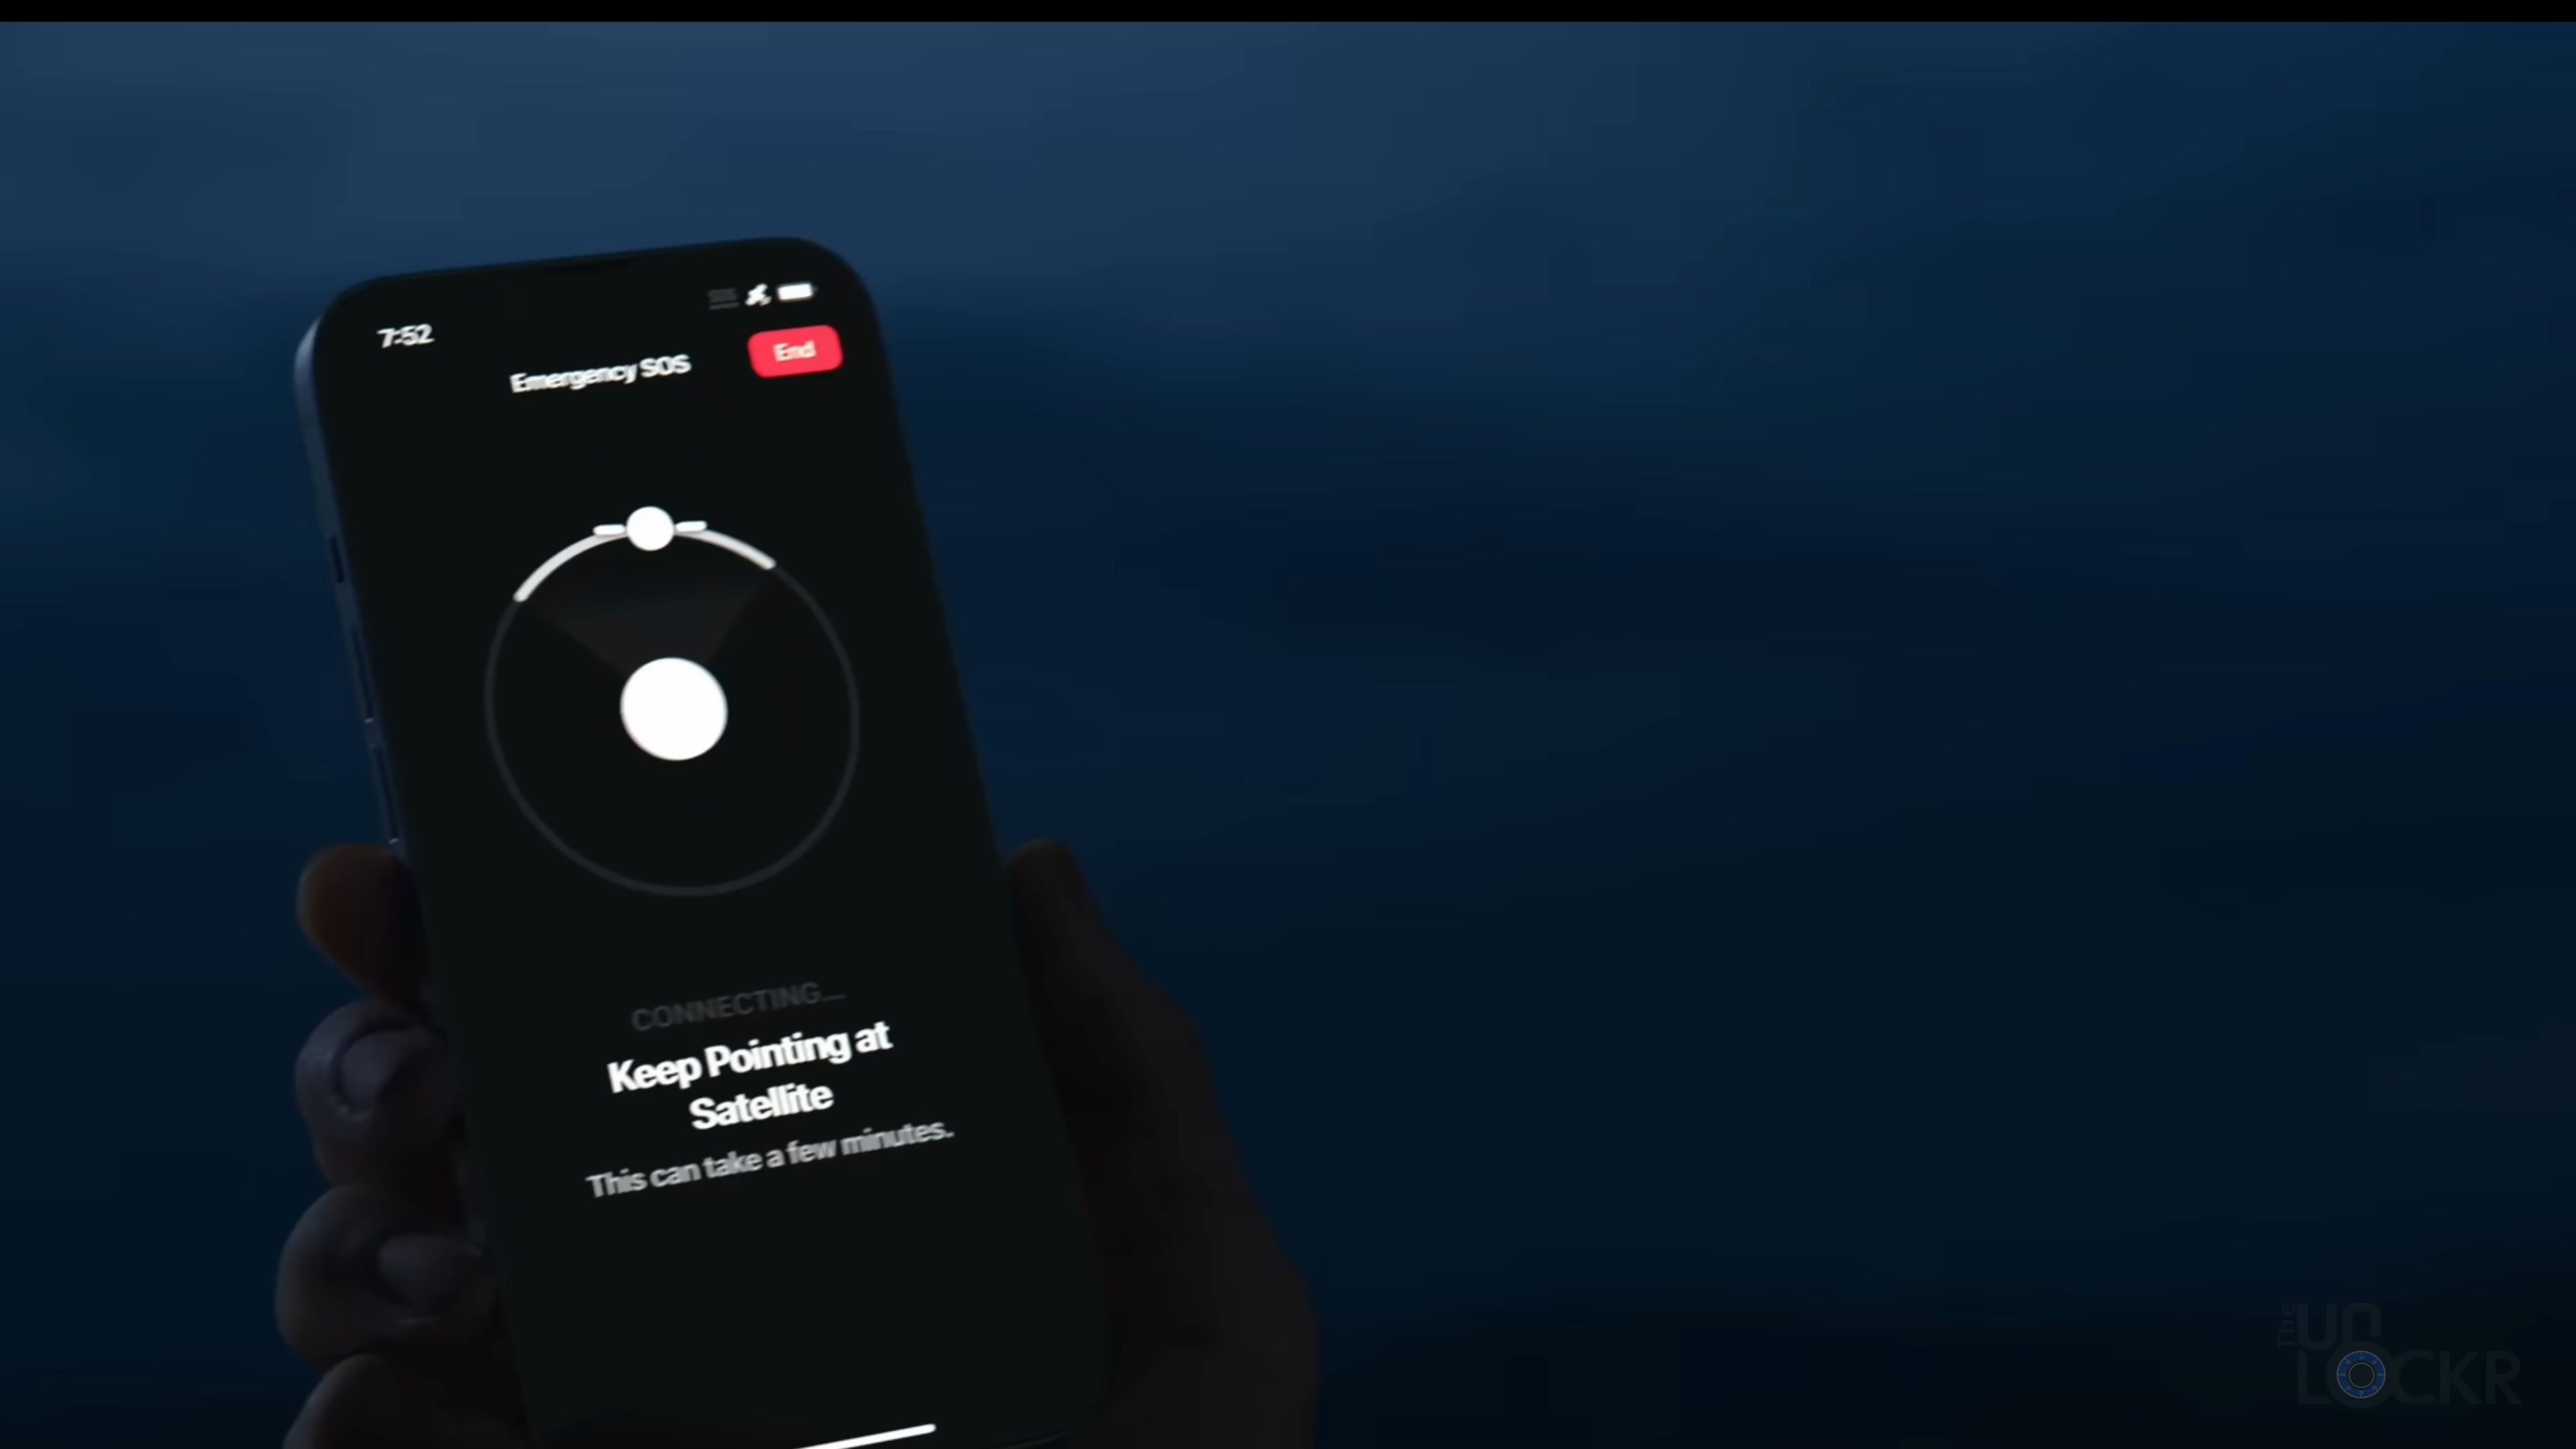 7:52
End
Emergency SOS
CONNECTING...
Keep Pointing at
Satellite
This can take a few minutes.
The
UN
LOCKR